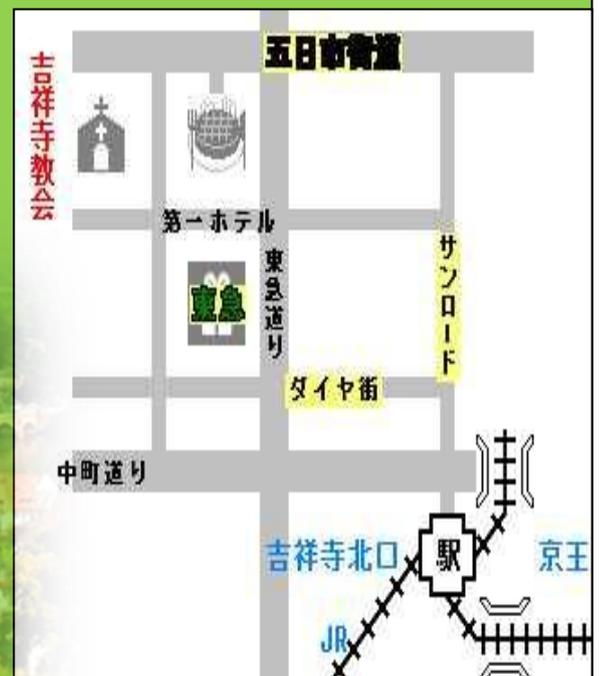 五日市街道
吉祥寺教会
第一ホテル
東急道り
サンロード
東急
ダイヤ街
中町道り
吉祥寺北口
駅
京王
JR